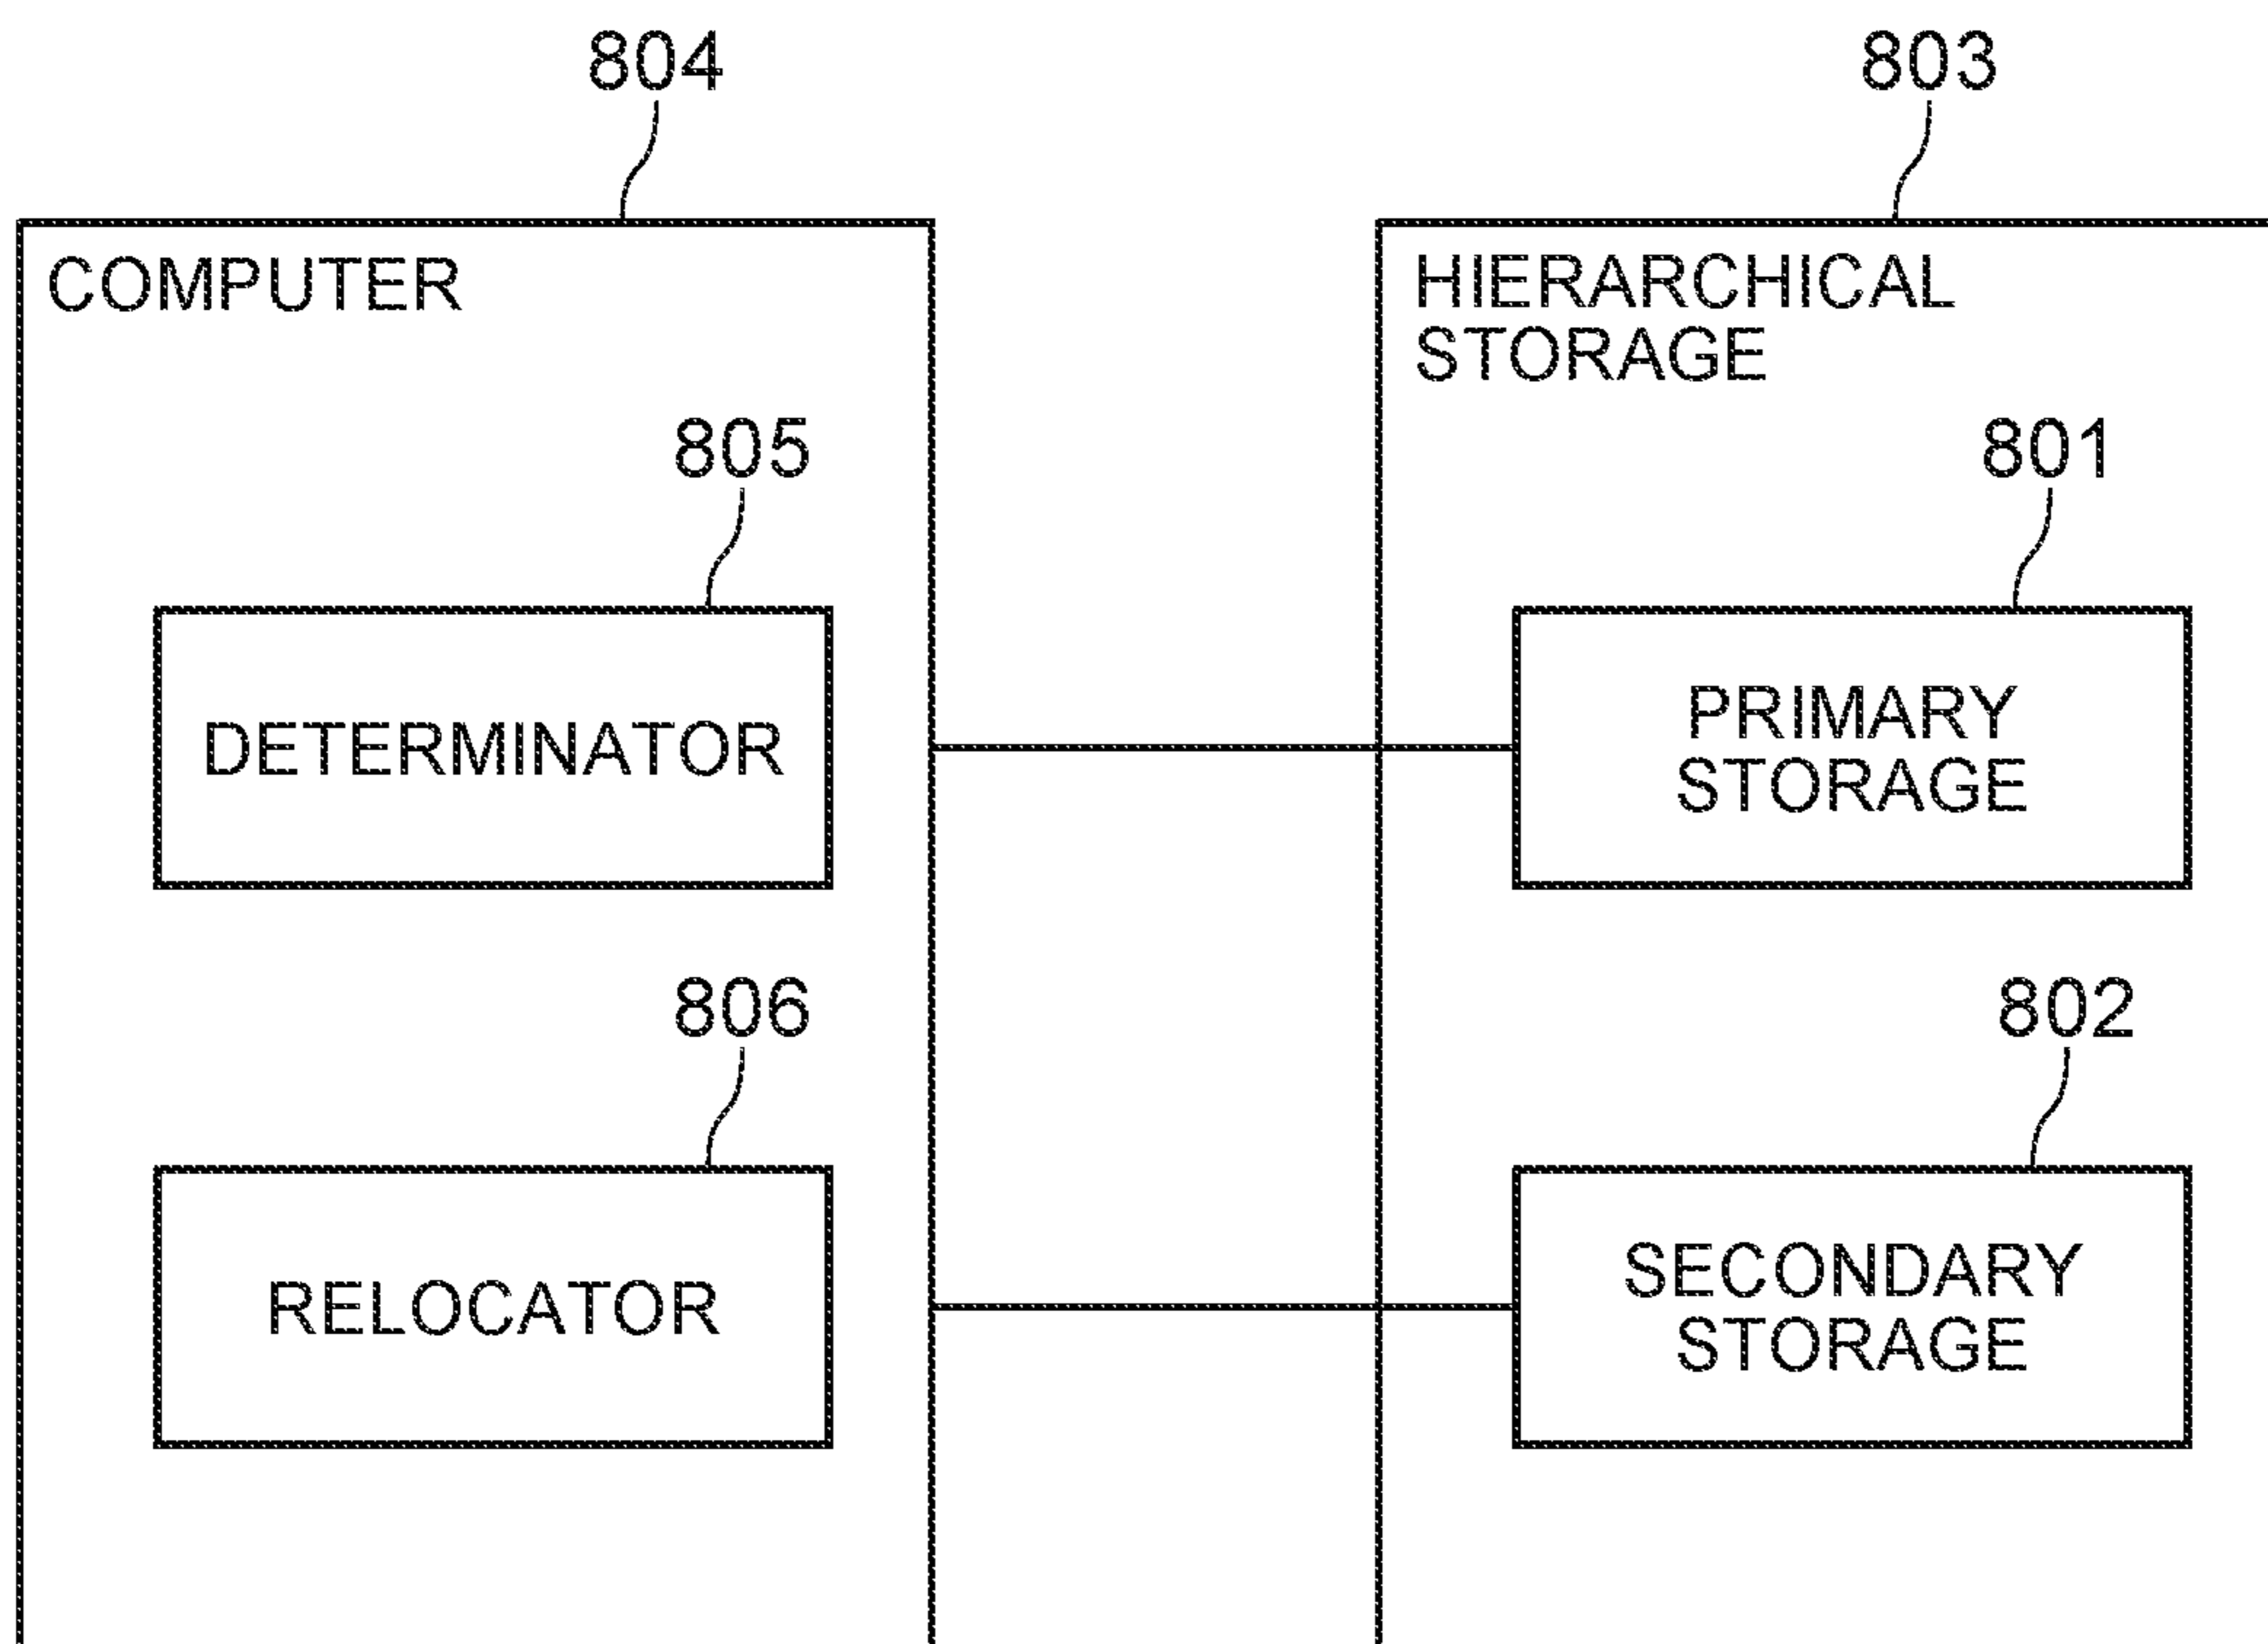 804
803
COMPUTER
HIERARCHICAL
STORAGE
805
801
DETERMINATOR
PRIMARY
STORAGE
806
802
RELOCATOR
SECONDARY
STORAGE